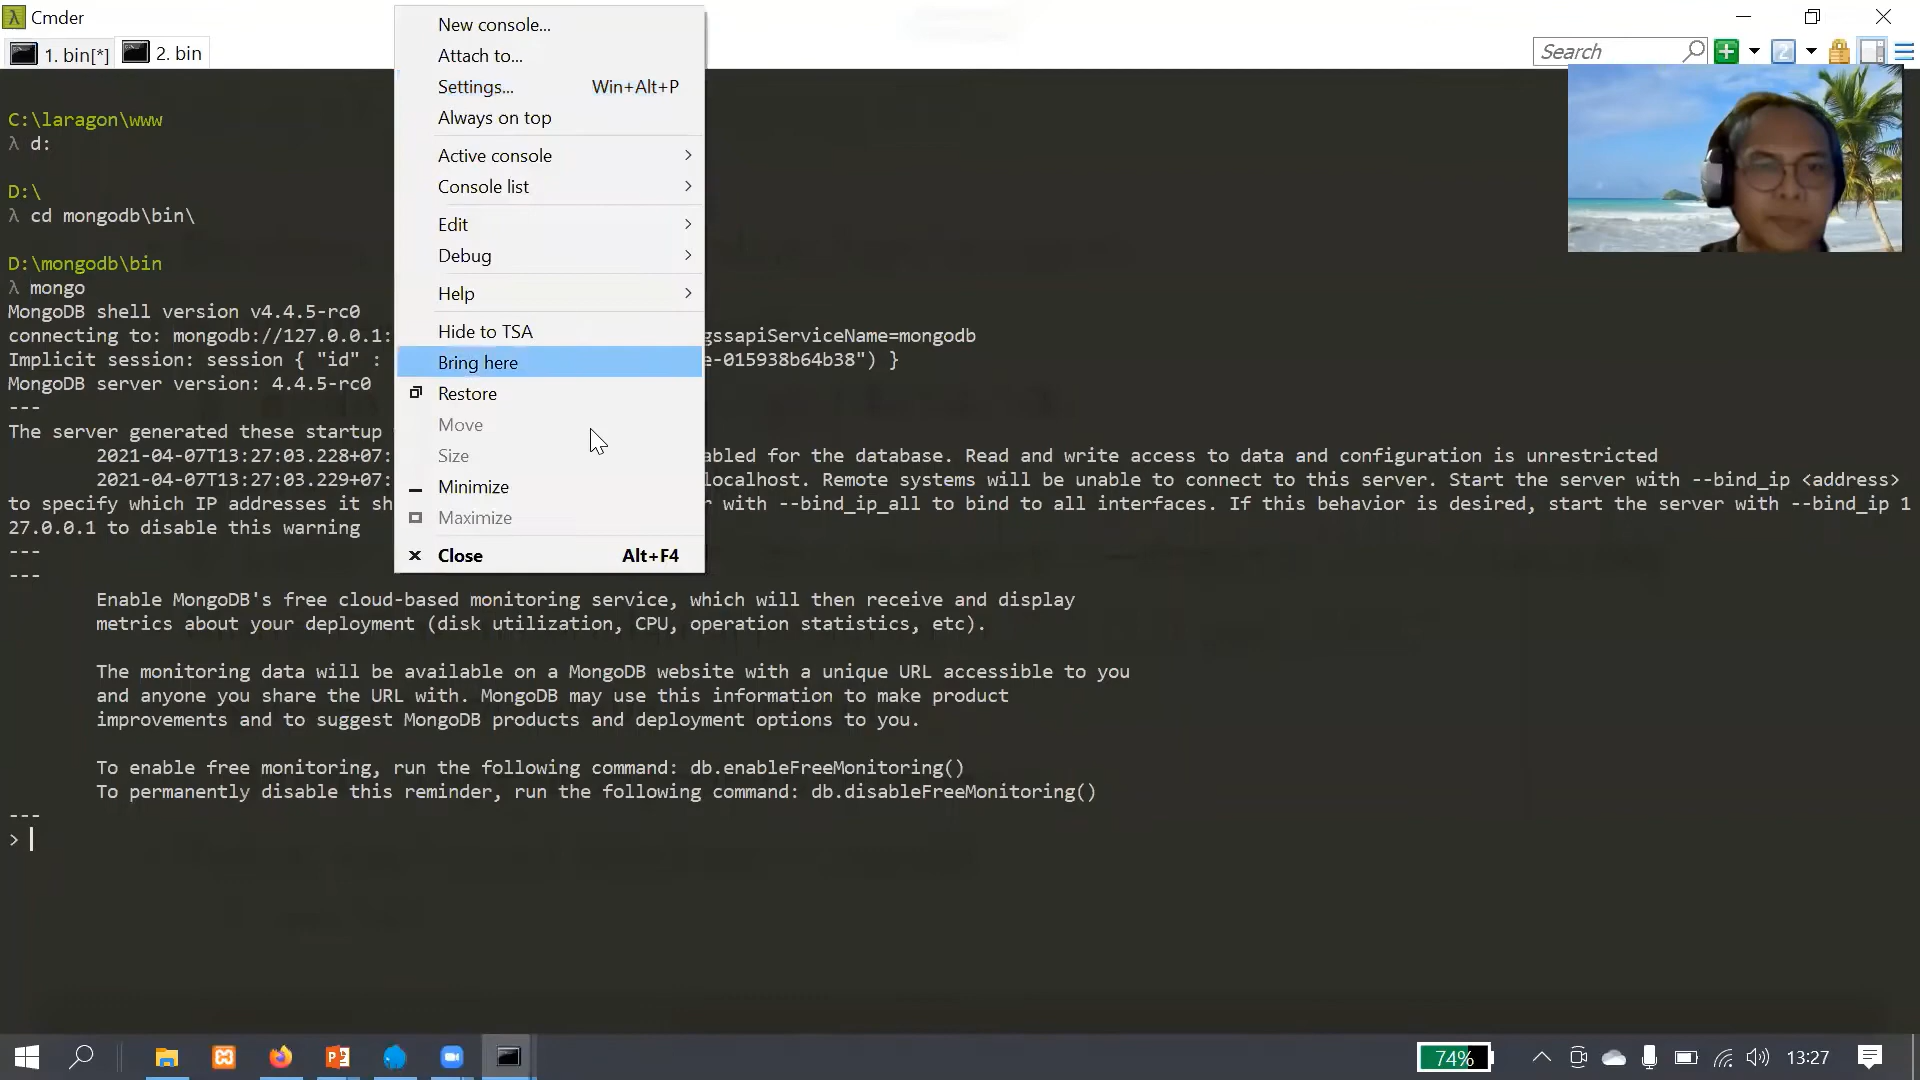 Cmder
1. bin[*]
2. bin
Search
2
New console...
Attach to...
Settings... Win+Alt+P
Always on top
Active console
Console list
Edit
Debug
Help
Hide to TSA
Bring here
Restore
Move
Size
Minimize
Maximize
Close Alt+F4
C:\laragon\www
λ d:
D:\
λ cd mongodb\bin\
D:\mongodb\bin
λ mongo
MongoDB shell version v4.4.5-rc0
connecting to: mongodb://127.0.0.1: gssapiServiceName=mongodb
Implicit session: session { "id" : e-015938b64b38") }
MongoDB server version: 4.4.5-rc0
---
The server generated these startup
2021-04-07T13:27:03.228+07: abled for the database. Read and write access to data and configuration is unrestricted
2021-04-07T13:27:03.229+07: localhost. Remote systems will be unable to connect to this server. Start the server with --bind_ip <address>
to specify which IP addresses it sh r with --bind_ip_all to bind to all interfaces. If this behavior is desired, start the server with --bind_ip 1
27.0.0.1 to disable this warning
---
---
Enable MongoDB's free cloud-based monitoring service, which will then receive and display
metrics about your deployment (disk utilization, CPU, operation statistics, etc).
The monitoring data will be available on a MongoDB website with a unique URL accessible to you
and anyone you share the URL with. MongoDB may use this information to make product
improvements and to suggest MongoDB products and deployment options to you.
To enable free monitoring, run the following command: db.enableFreeMonitoring()
To permanently disable this reminder, run the following command: db.disableFreeMonitoring()
---
>
74%
13:27